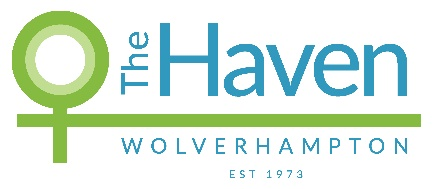 The Haven
WOLVERHAMPTON
EST 1973